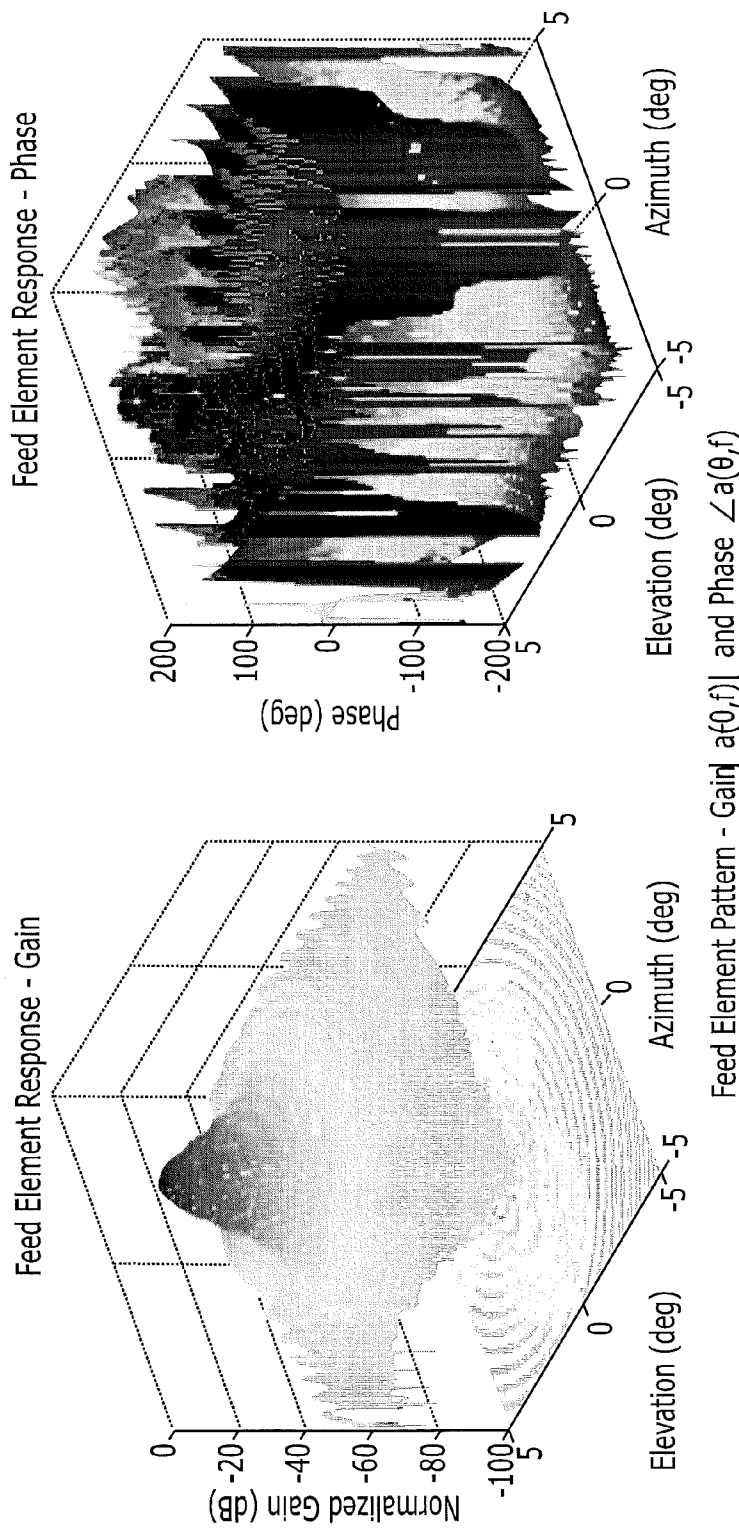 Feed Element Response - Gain
Normalized Gain (dB)
0
-20
-40
-60
-80
-100
5
0
-5
Elevation (deg)
-5
0
5
Azimuth (deg)
Feed Element Response - Phase
Phase (deg)
200
100
0
-100
-200
5
0
-5
Elevation (deg)
-5
0
5
Azimuth (deg)
Feed Element Pattern - Gain| a(θ,f)| and Phase ∠a(θ,f)